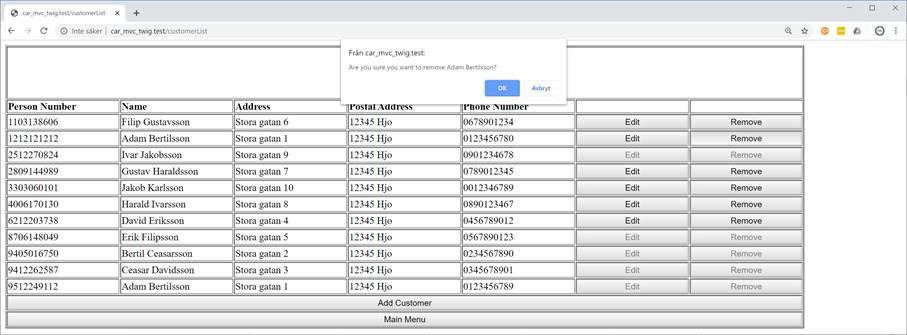 car_mvc_twig.test/customerList
Inte säker | car_mvc_twig.test/customerList
Från car_mvc_twig.test:
Are you sure you want to remove Adam Bertilsson?
OK Avbryt
Person Number Name Address Postal Address Phone Number
1103138606 Filip Gustavsson Stora gatan 6 12345 Hjo 0678901234 Edit Remove
1212121212 Adam Bertilsson Stora gatan 1 12345 Hjo 0123456780 Edit Remove
2512270824 Ivar Jakobsson Stora gatan 9 12345 Hjo 0901234678 Edit Remove
2809144989 Gustav Haraldsson Stora gatan 7 12345 Hjo 0789012345 Edit Remove
3303060101 Jakob Karlsson Stora gatan 10 12345 Hjo 0012346789 Edit Remove
4006170130 Harald Ivarsson Stora gatan 8 12345 Hjo 0890123467 Edit Remove
6212203738 David Eriksson Stora gatan 4 12345 Hjo 0456789012 Edit Remove
8706148049 Erik Filipsson Stora gatan 5 12345 Hjo 0567890123 Edit Remove
9405016750 Bertil Ceasarsson Stora gatan 2 12345 Hjo 0234567890 Edit Remove
9412262587 Ceasar Davidsson Stora gatan 3 12345 Hjo 0345678901 Edit Remove
9512249112 Adam Bertilsson Stora gatan 1 12345 Hjo 0123456789 Edit Remove
Add Customer
Main Menu